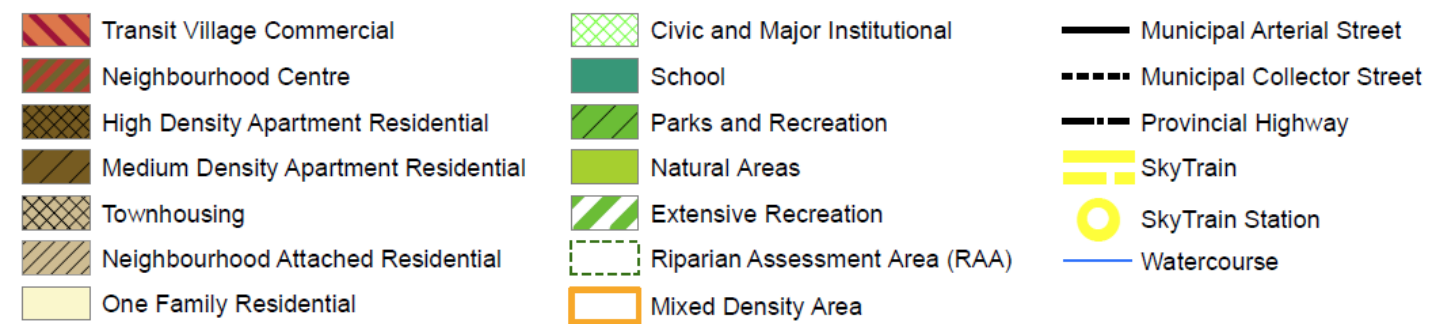 Transit Village Commercial
Neighbourhood Centre
High Density Apartment Residential
Medium Density Apartment Residential
Townhousing
Neighbourhood Attached Residential
One Family Residential
Civic and Major Institutional
School
Parks and Recreation
Natural Areas
Extensive Recreation
Riparian Assessment Area (RAA)
Mixed Density Area
Municipal Arterial Street
Municipal Collector Street
Provincial Highway
SkyTrain
SkyTrain Station
Watercourse